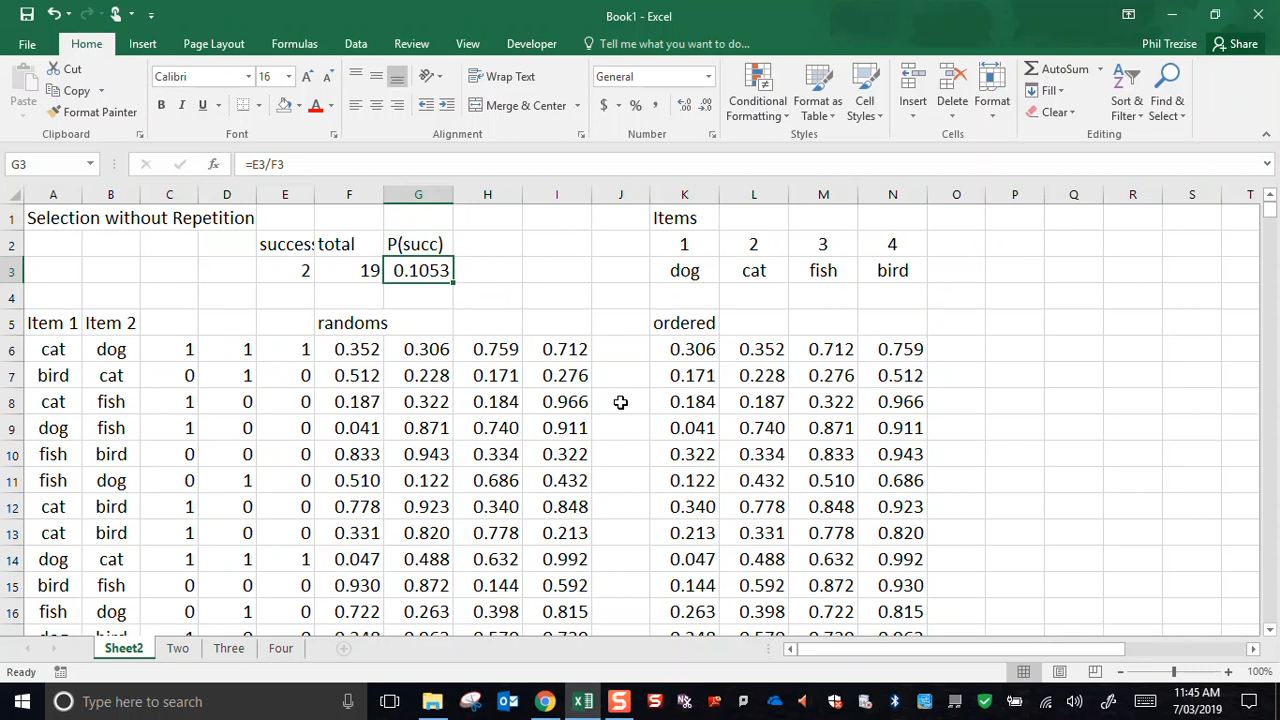 Book1 - Excel
File Home Insert Page Layout Formulas Data Review View Developer Tell me what you want to do... Phil Trezise Share
Paste Cut Copy Format Painter Clipboard
Calibri 16 A A B I U A Font
Wrap Text Merge & Center Alignment
General $ % , Number
Conditional Formatting Format as Table Cell Styles Styles
Insert Delete Format Cells
AutoSum Fill Clear Sort & Filter Find & Select Editing
G3 fx =E3/F3
A B C D E F G H I J K L M N O P Q R S T
1 Selection without Repetition Items
2 succes total P(succ) 1 2 3 4
3 2 19 0.1053 dog cat fish bird
4
5 Item 1 Item 2 randoms ordered
6 cat dog 1 1 1 0.352 0.306 0.759 0.712 0.306 0.352 0.712 0.759
7 bird cat 0 1 0 0.512 0.228 0.171 0.276 0.171 0.228 0.276 0.512
8 cat fish 1 0 0 0.187 0.322 0.184 0.966 0.184 0.187 0.322 0.966
9 dog fish 1 0 0 0.041 0.871 0.740 0.911 0.041 0.740 0.871 0.911
10 fish bird 0 0 0 0.833 0.943 0.334 0.322 0.322 0.334 0.833 0.943
11 fish dog 0 1 0 0.510 0.122 0.686 0.432 0.122 0.432 0.510 0.686
12 cat bird 1 0 0 0.778 0.923 0.340 0.848 0.340 0.778 0.848 0.923
13 cat bird 1 0 0 0.331 0.820 0.778 0.213 0.213 0.331 0.778 0.820
14 dog cat 1 1 1 0.047 0.488 0.632 0.992 0.047 0.488 0.632 0.992
15 bird fish 0 0 0 0.930 0.872 0.144 0.592 0.144 0.592 0.872 0.930
16 fish dog 0 1 0 0.722 0.263 0.398 0.815 0.263 0.398 0.722 0.815
Sheet2 Two Three Four
Ready 100%
Type here to search
11:45 AM
7/03/2019